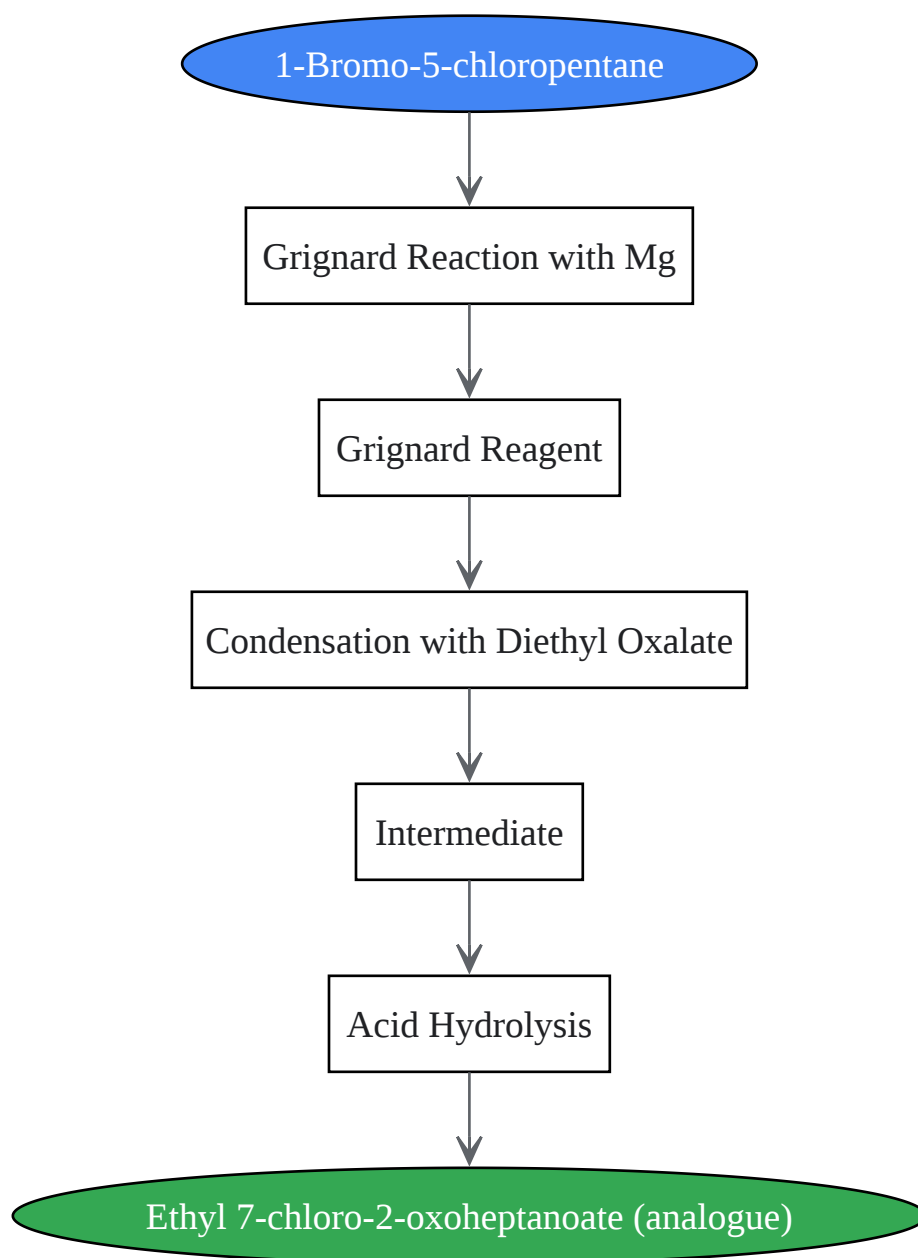 1-Bromo-5-chloropentane
Grignard Reaction with Mg
Grignard Reagent
Condensation with Diethyl Oxalate
Intermediate
Acid Hydrolysis
Ethyl 7-chloro-2-oxoheptanoate (analogue)